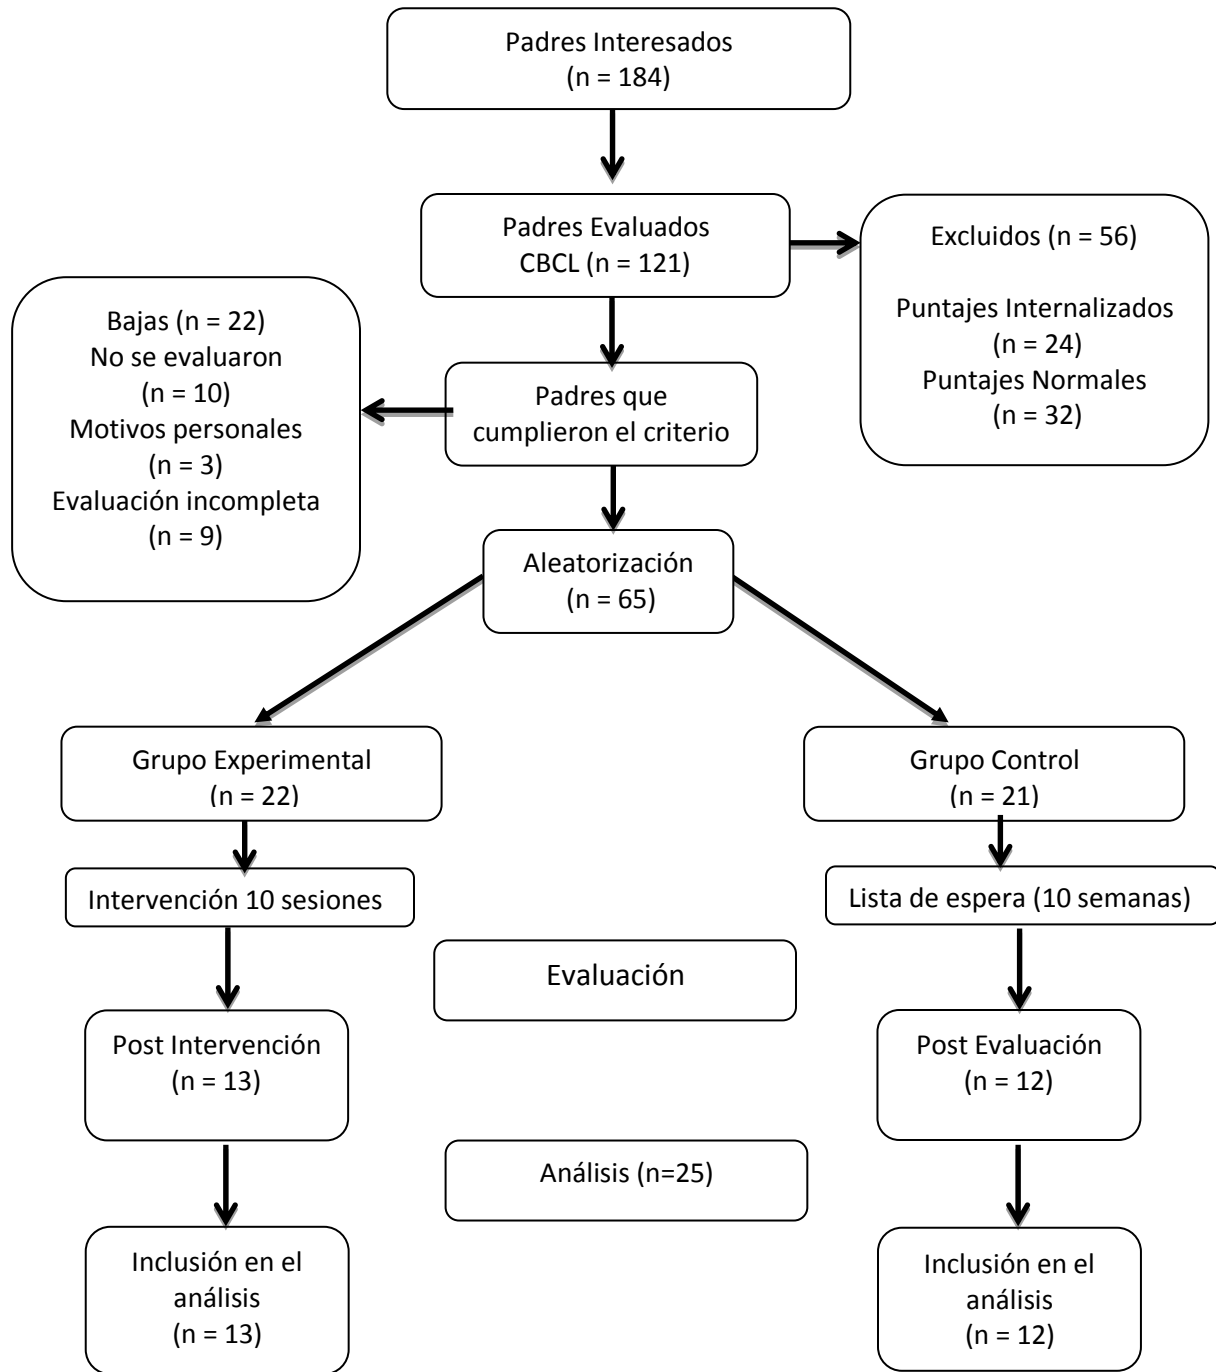 Padres Interesados
(n = 184)
Padres Evaluados
CBCL (n = 121)
Excluidos (n = 56)
Puntajes Internalizados
(n = 24)
Puntajes Normales
(n = 32)
Bajas (n = 22)
No se evaluaron
(n = 10)
Motivos personales
(n = 3)
Evaluación incompleta
(n = 9)
Padres que
cumplieron el criterio
Aleatorización
(n = 65)
Grupo Experimental
(n = 22)
Grupo Control
(n = 21)
Intervención 10 sesiones
Lista de espera (10 semanas)
Evaluación
Post Intervención
(n = 13)
Post Evaluación
(n = 12)
Análisis (n=25)
Inclusión en el
análisis
(n = 13)
Inclusión en el
análisis
(n = 12)